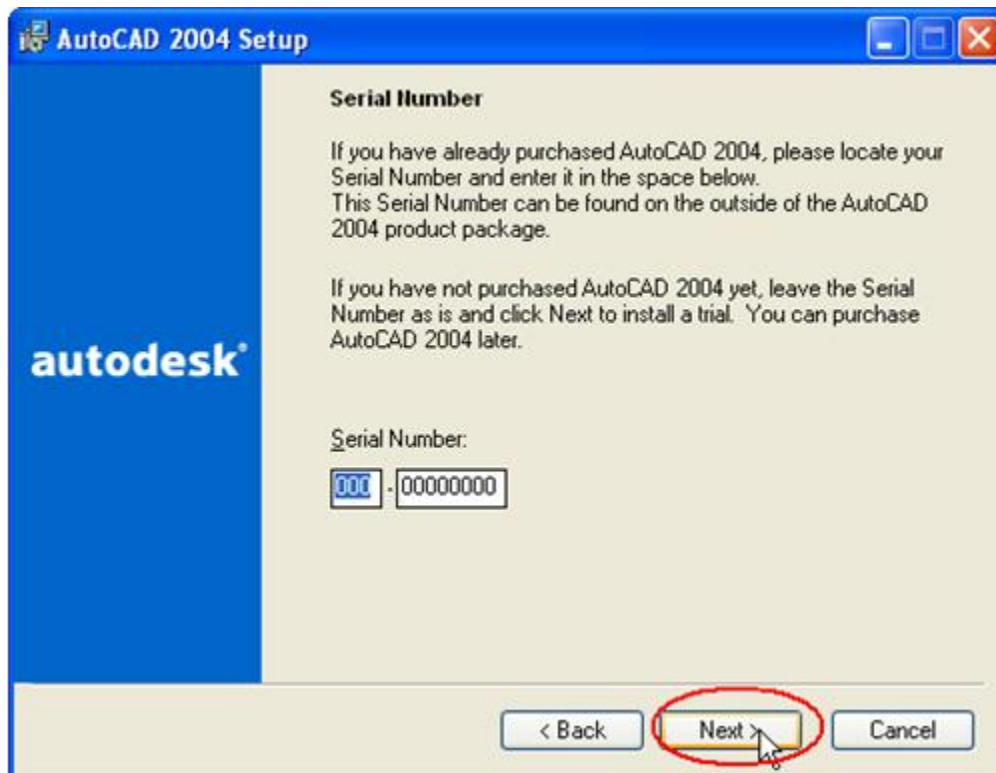 AutoCAD 2004 Setup
Serial Number
If you have already purchased AutoCAD 2004, please locate your
Serial Number and enter it in the space below.
This Serial Number can be found on the outside of the AutoCAD
2004 product package.
If you have not purchased AutoCAD 2004 yet, leave the Serial
Number as is and click Next to install a trial. You can purchase
AutoCAD 2004 later.
autodesk®
Serial Number:
000 - 00000000
< Back Next > Cancel